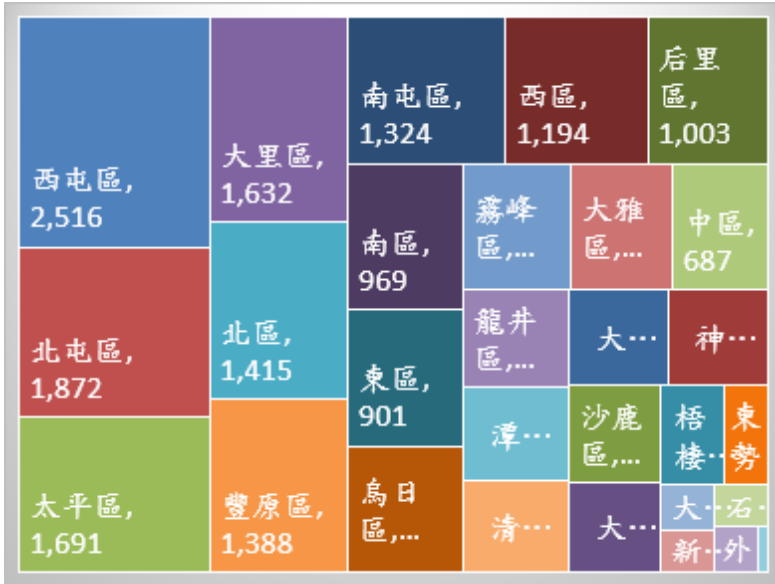 西屯區,
2,516
北屯區,
1,872
太平區,
1,691
大里區,
1,632
北區,
1,415
豐原區,
1,388
南屯區,
1,324
西區,
1,194
后里
區,
1,003
南區,
969
東區,
901
烏日
區,...
霧峰
區,...
大雅
區,...
中區,
687
龍井
區,...
潭…
清…
大…
神…
沙鹿
區,...
大…
梧
棲…
東
勢
大…
石…
新…
外